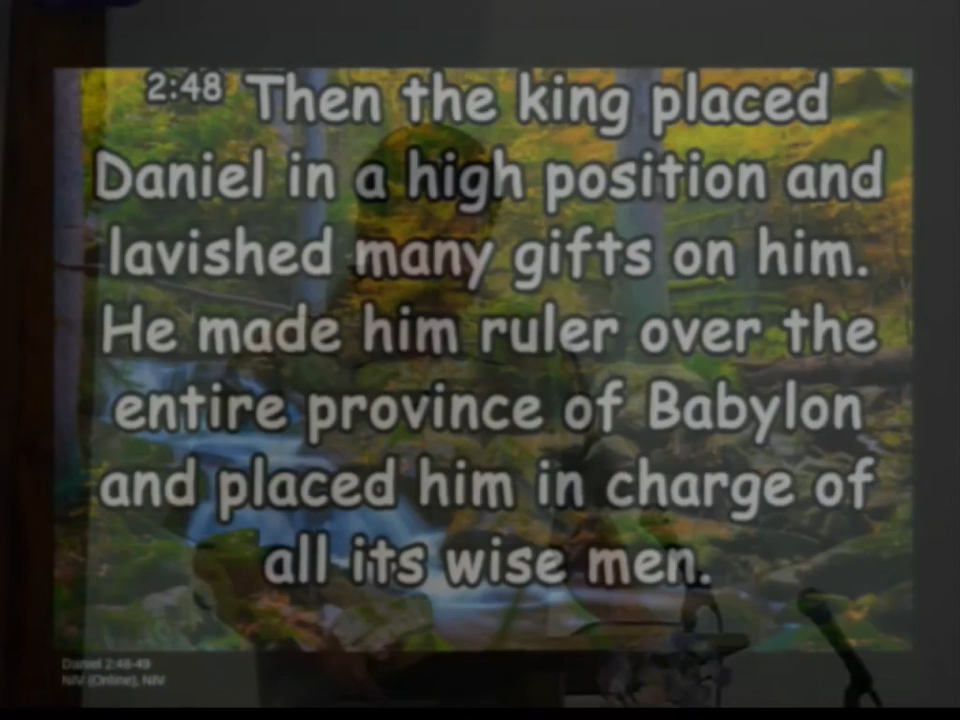 2:48 Then the king placed
Daniel in a high position and
lavished many gifts on him.
He made him ruler over the
entire province of Babylon
and placed him in charge of
all its wise men.
Daniel 2:48-49
NIV (Online), NIV